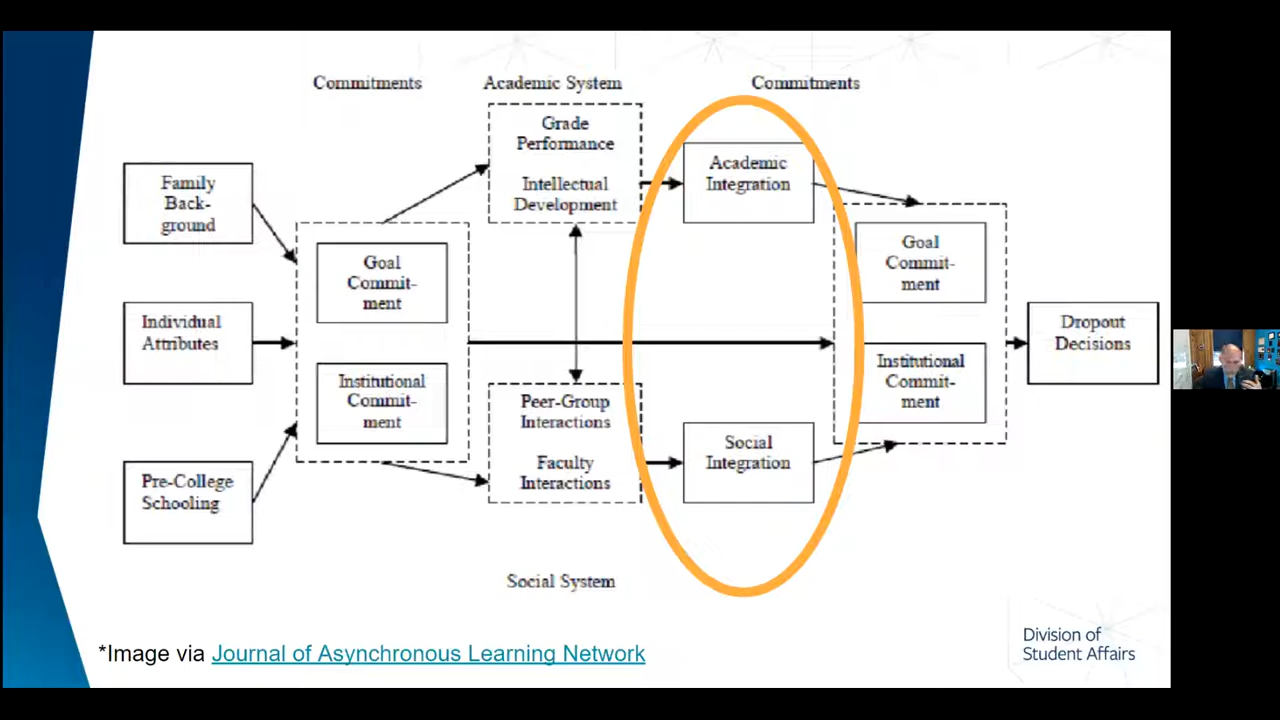 Commitments
Academic System
Commitments
Grade
Performance
Intellectual
Development
Academic
Integration
Family
Back-
ground
Goal
Commit-
ment
Goal
Commit-
ment
Individual
Attributes
Dropout
Decisions
Institutional
Commit-
ment
Institutional
Commit-
ment
Peer-Group
Interactions
Faculty
Interactions
Social
Integration
Pre-College
Schooling
Social System
*Image via Journal of Asynchronous Learning Network
Division of
Student Affairs